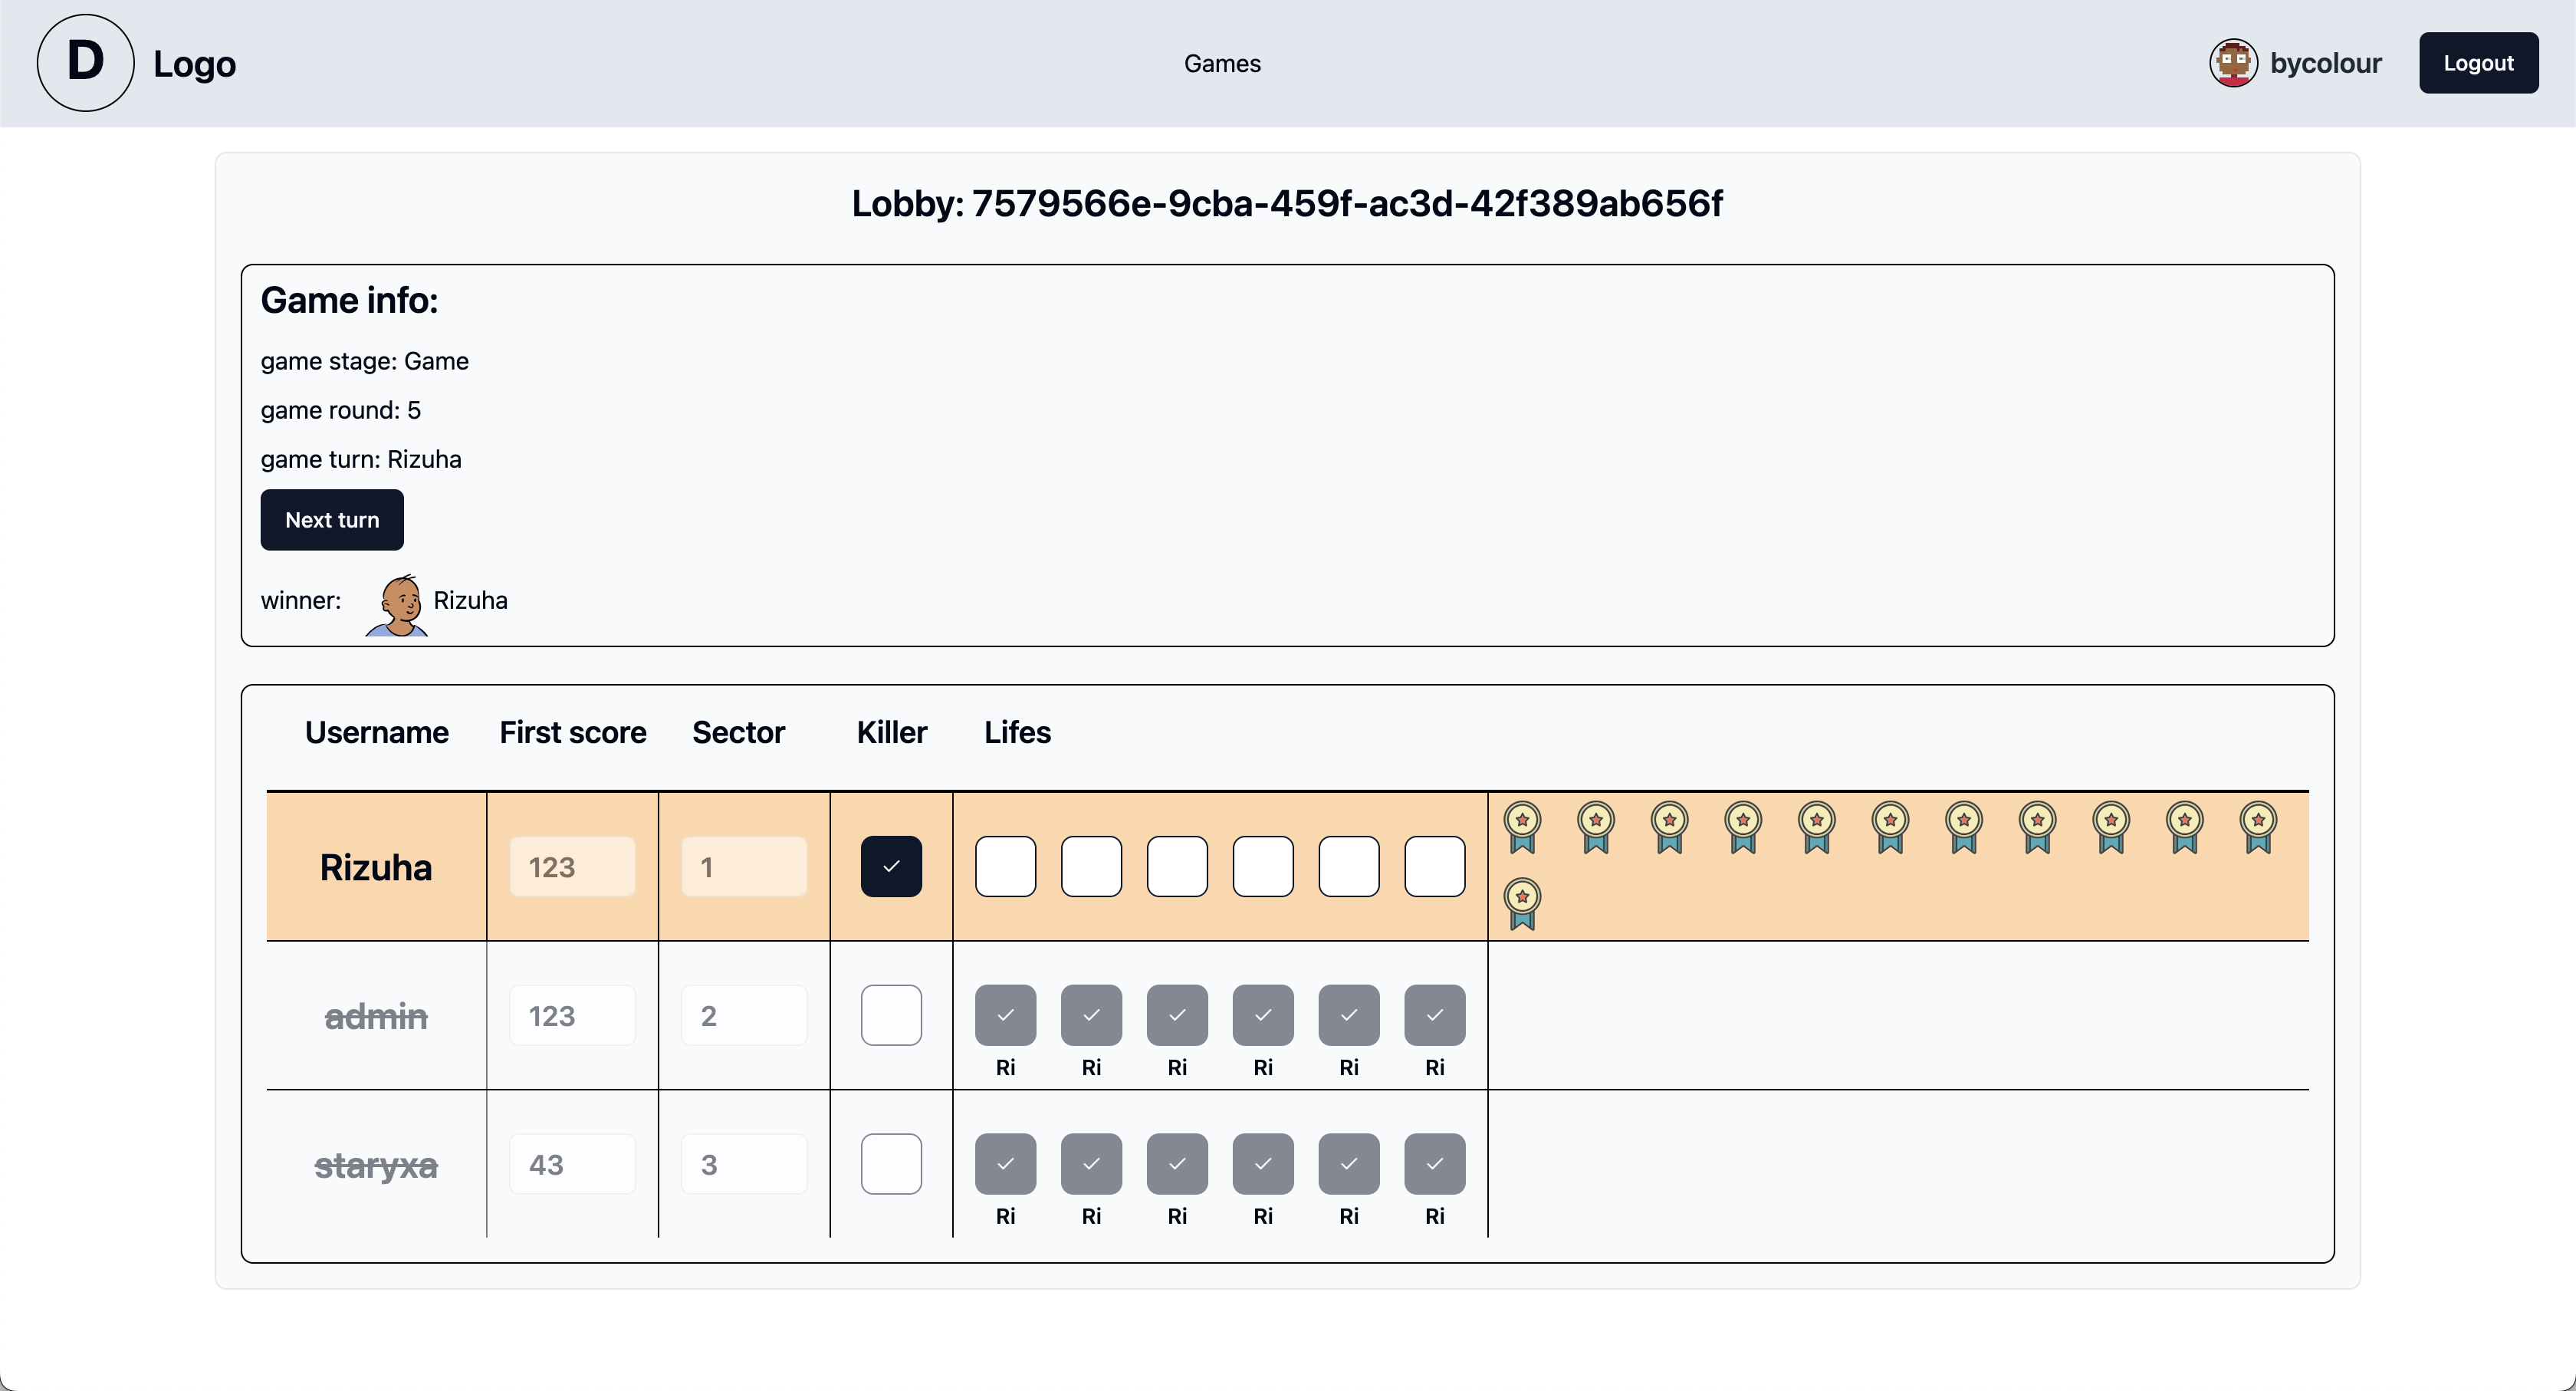 D Logo Games bycolour Logout
Lobby: 7579566e-9cba-459f-ac3d-42f389ab656f
Game info:
game stage: Game
game round: 5
game turn: Rizuha
Next turn
winner: Rizuha
Username First score Sector Killer Lifes
Rizuha 123 1
admin 123 2
Ri Ri Ri Ri Ri Ri
staryxa 43 3
Ri Ri Ri Ri Ri Ri